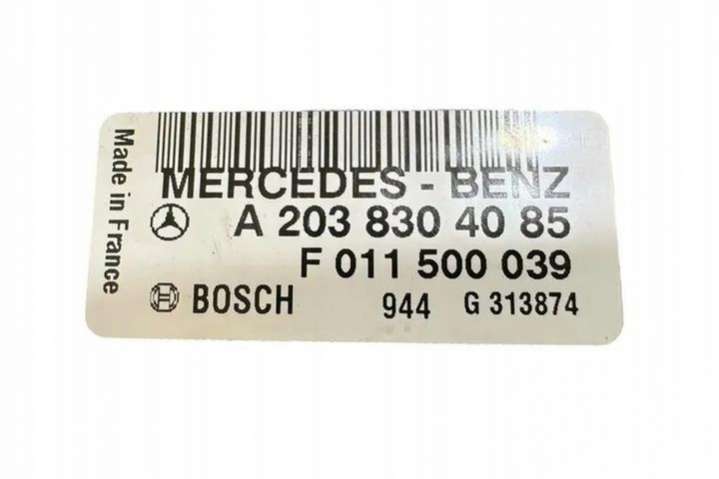 Made in France
MERCEDES - BENZ
A 203 830 40 85
F 011 500 039
BOSCH 944 G 313874